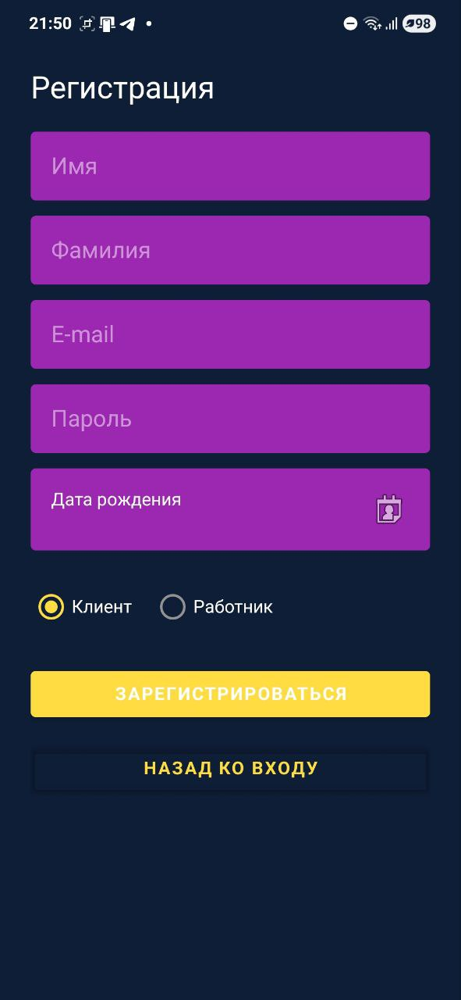 21:50
98
Регистрация
Имя
Фамилия
E-mail
Пароль
Дата рождения
Клиент
Работник
ЗАРЕГИСТРИРОВАТЬСЯ
НАЗАД КО ВХОДУ